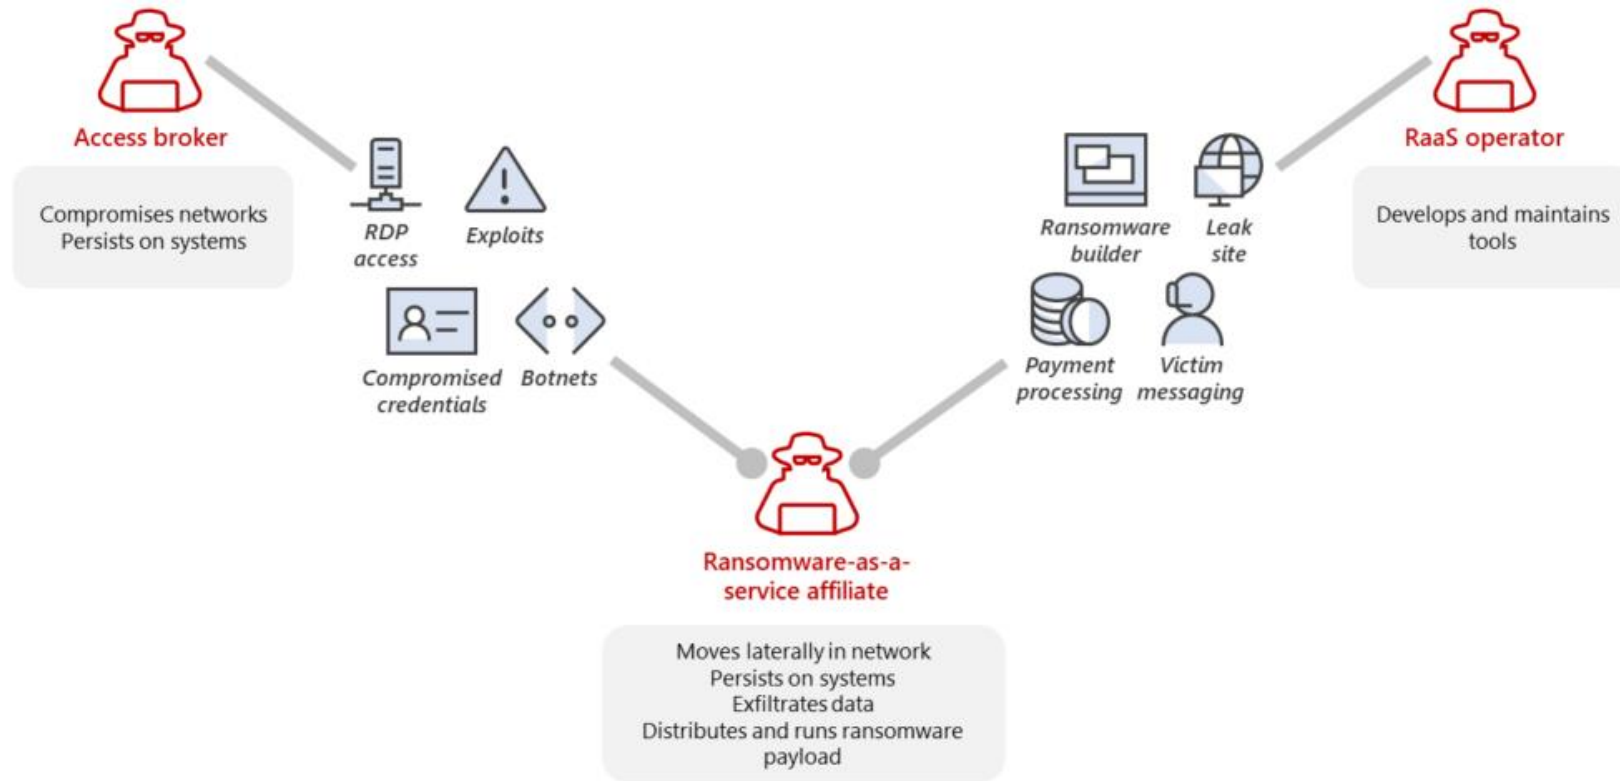 Access broker
Compromises networks
Persists on systems
RDP
access
Exploits
Compromised
credentials
Botnets
Ransomware
builder
Leak
site
Payment
processing
Victim
messaging
RaaS operator
Develops and maintains
tools
Ransomware-as-a-
service affiliate
Moves laterally in network
Persists on systems
Exfiltrates data
Distributes and runs ransomware
payload